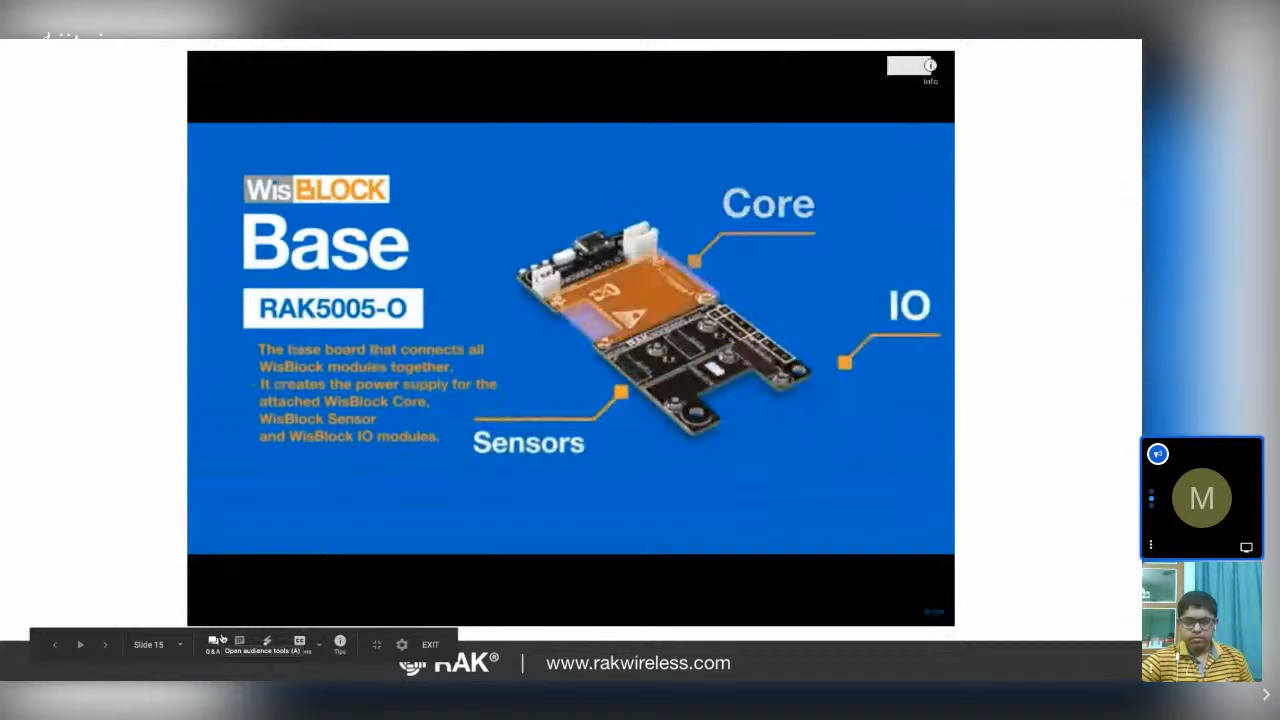 Info
WisBLOCK
Core
Base
IO
RAK5005-O
The base board that connects all
WisBlock modules together.
- It creates the power supply for the
attached WisBlock Core,
WisBlock Sensor
and WisBlock IO modules.
Sensors
M
Slide 15
Q&A
Open audience tools (A)
CC
Tips
EXIT
RAK® | www.rakwireless.com